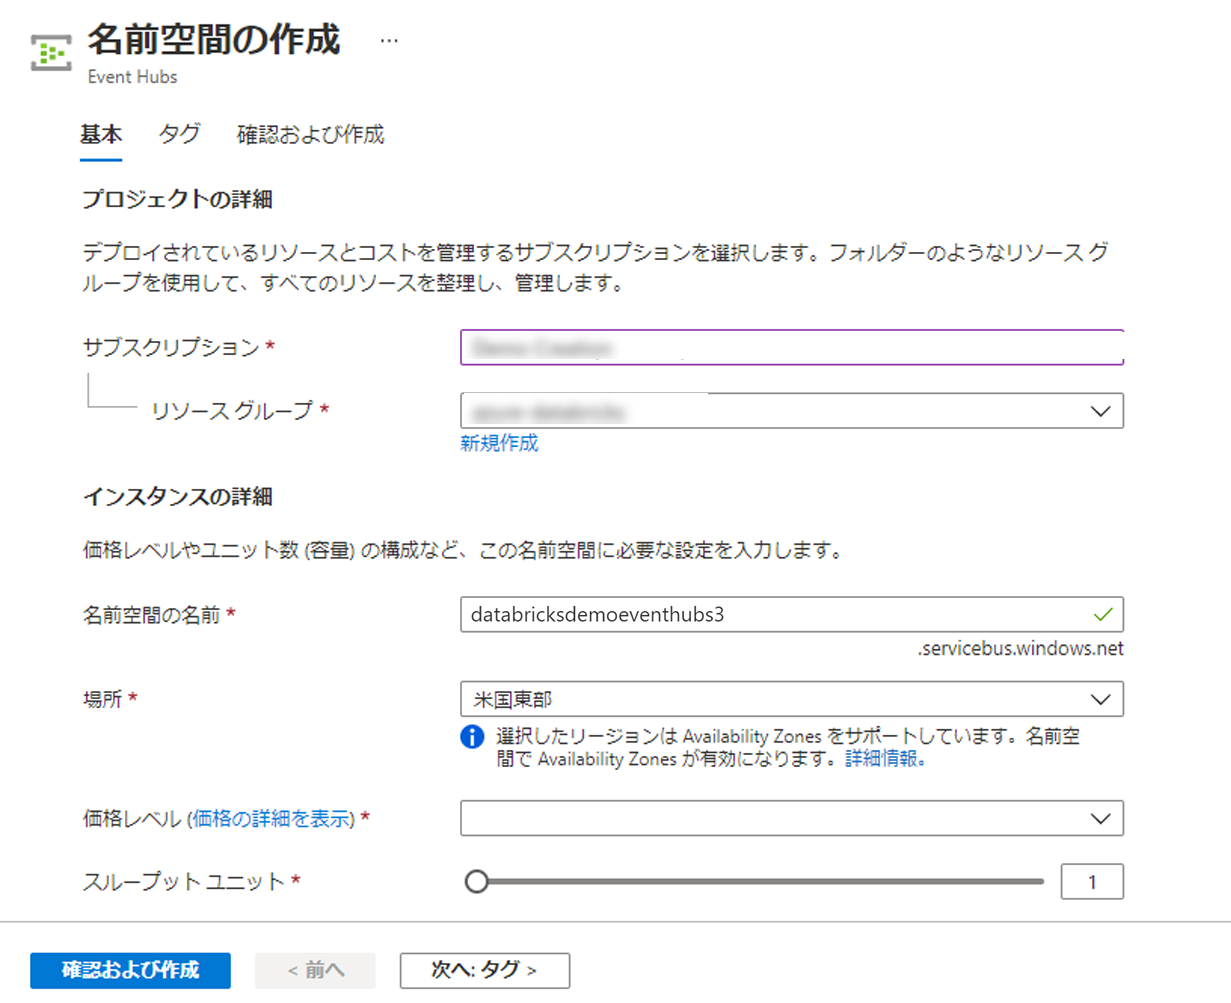 名前空間の作成 ...
Event Hubs
基本 タグ 確認および作成
プロジェクトの詳細
デプロイされているリソースとコストを管理するサブスクリプションを選択します。フォルダーのようなリソース グ
ループを使用して、すべてのリソースを整理し、管理します。
サブスクリプション *
リソース グループ *
新規作成
インスタンスの詳細
価格レベルやユニット数 (容量) の構成など、この名前空間に必要な設定を入力します。
名前空間の名前 * databricksdemoeventhubs3
.servicebus.windows.net
場所 * 米国東部
選択したリージョンは Availability Zones をサポートしています。名前空
間で Availability Zones が有効になります。詳細情報。
価格レベル (価格の詳細を表示) *
スループット ユニット * 1
確認および作成 < 前へ 次へ: タグ >